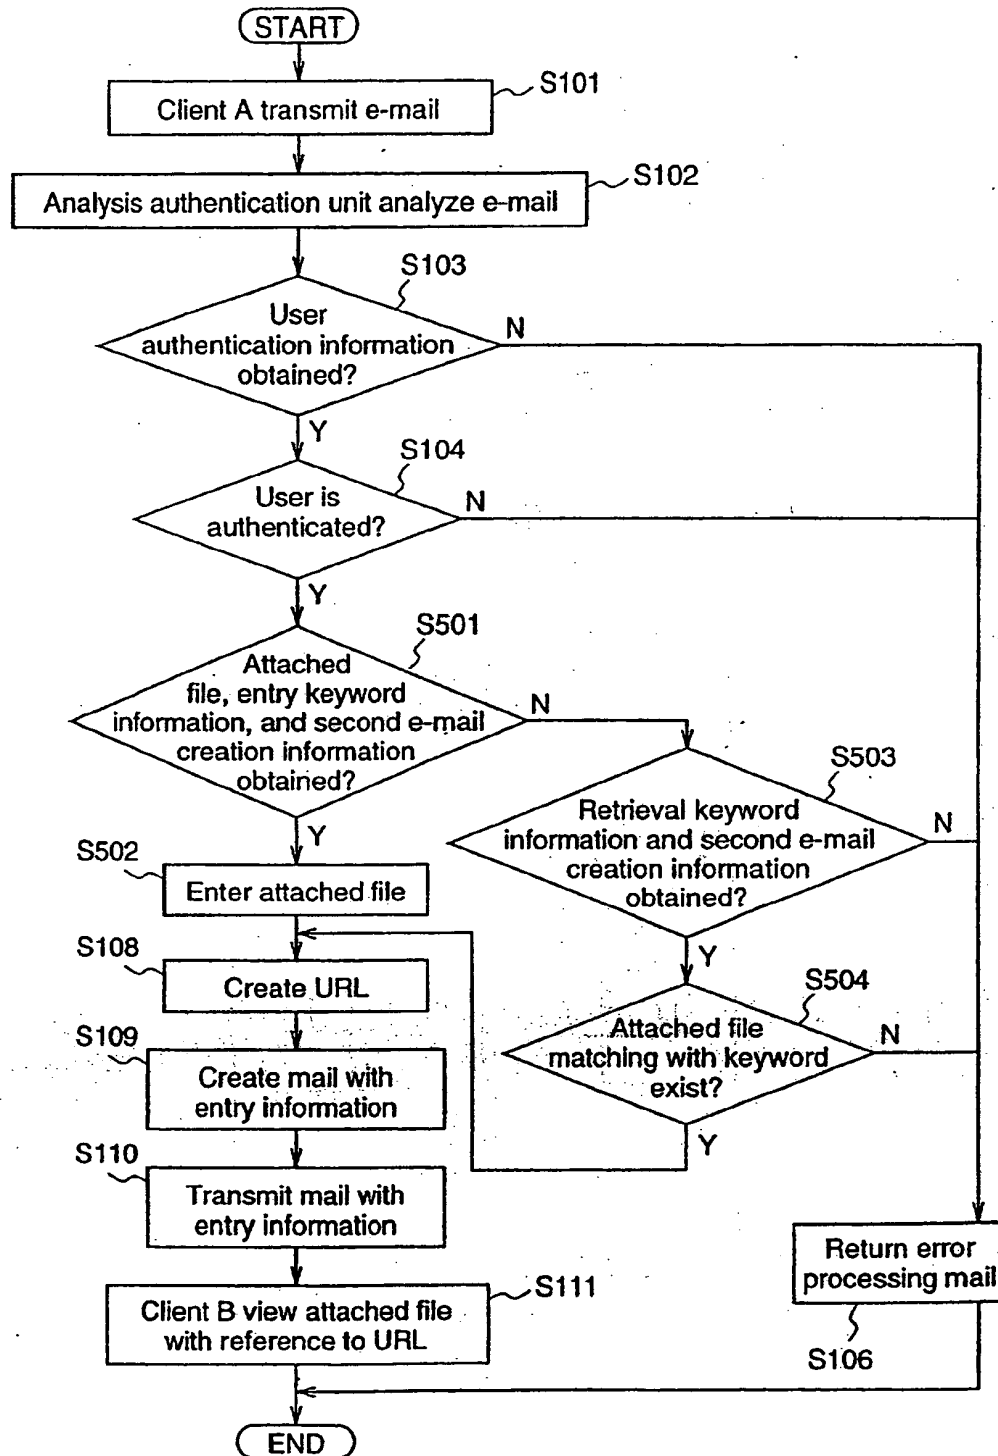 START
S101
Client A transmit e-mail
S102
Analysis authentication unit analyze e-mail
S103
User
authentication information
obtained?
N
Y
S104
User is
authenticated?
N
Y
S501
Attached
file, entry keyword
information, and second e-mail
creation information
obtained?
N
Y
S503
Retrieval keyword
information and second e-mail
creation information
obtained?
N
Y
S502
Enter attached file
S108
Create URL
S504
Attached file
matching with keyword
exist?
N
Y
S109
Create mail with
entry information
S110
Transmit mail with
entry information
S111
Client B view attached file
with reference to URL
Return error
processing mail
S106
END